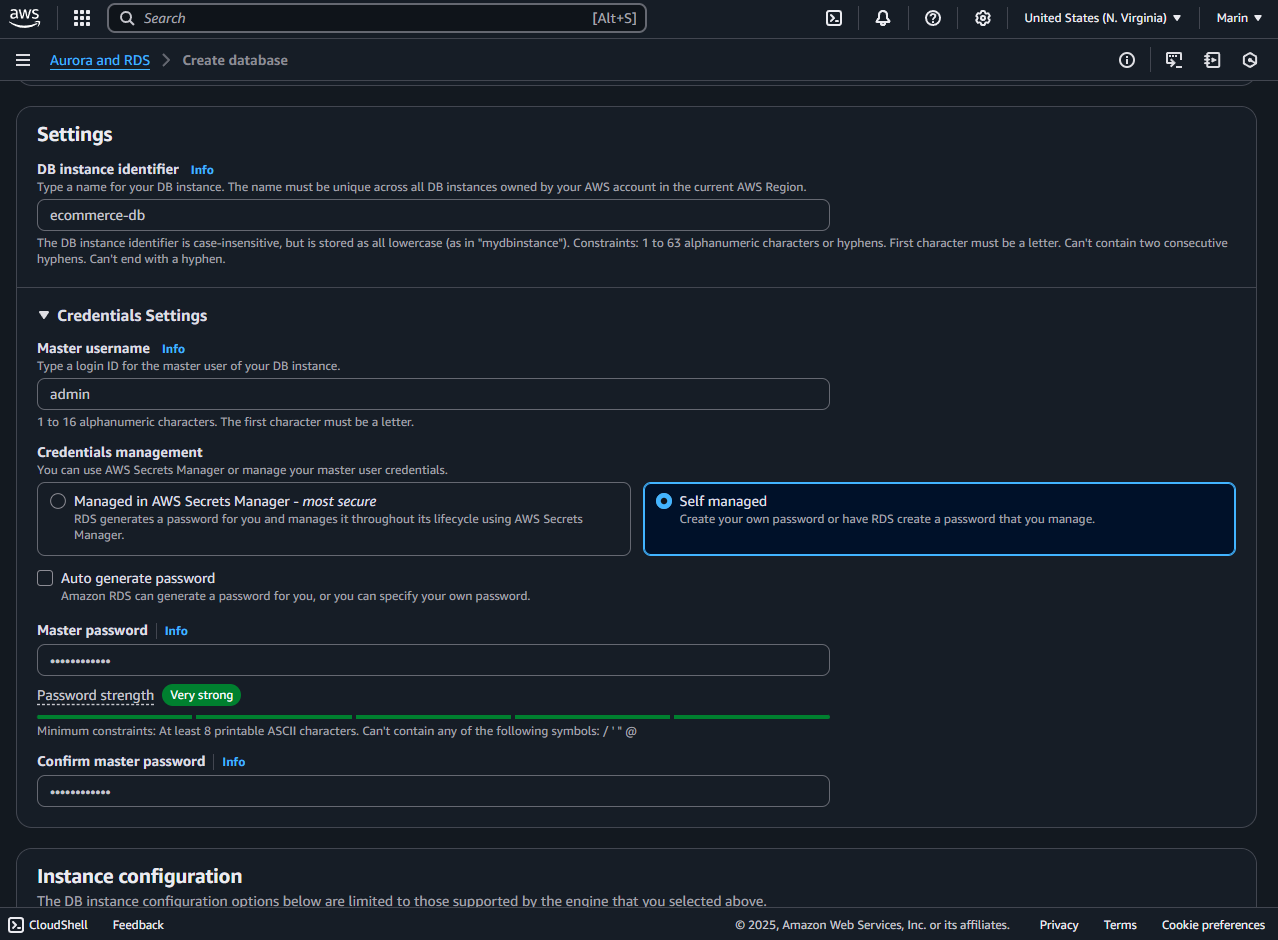 aws
Search [Alt+S] United States (N. Virginia) ▼ Marin ▼
Aurora and RDS > Create database
Settings
DB instance identifier Info
Type a name for your DB instance. The name must be unique across all DB instances owned by your AWS account in the current AWS Region.
ecommerce-db
The DB instance identifier is case-insensitive, but is stored as all lowercase (as in "mydbinstance"). Constraints: 1 to 63 alphanumeric characters or hyphens. First character must be a letter. Can't contain two consecutive
hyphens. Can't end with a hyphen.
▼ Credentials Settings
Master username Info
Type a login ID for the master user of your DB instance.
admin
1 to 16 alphanumeric characters. The first character must be a letter.
Credentials management
You can use AWS Secrets Manager or manage your master user credentials.
Managed in AWS Secrets Manager - most secure
RDS generates a password for you and manages it throughout its lifecycle using AWS Secrets
Manager.
Self managed
Create your own password or have RDS create a password that you manage.
Auto generate password
Amazon RDS can generate a password for you, or you can specify your own password.
Master password Info
••••••••••••
Password strength Very strong
Minimum constraints: At least 8 printable ASCII characters. Can't contain any of the following symbols: / ' " @
Confirm master password Info
••••••••••••
Instance configuration
The DB instance configuration options below are limited to those supported by the engine that you selected above.
CloudShell Feedback © 2025, Amazon Web Services, Inc. or its affiliates. Privacy Terms Cookie preferences